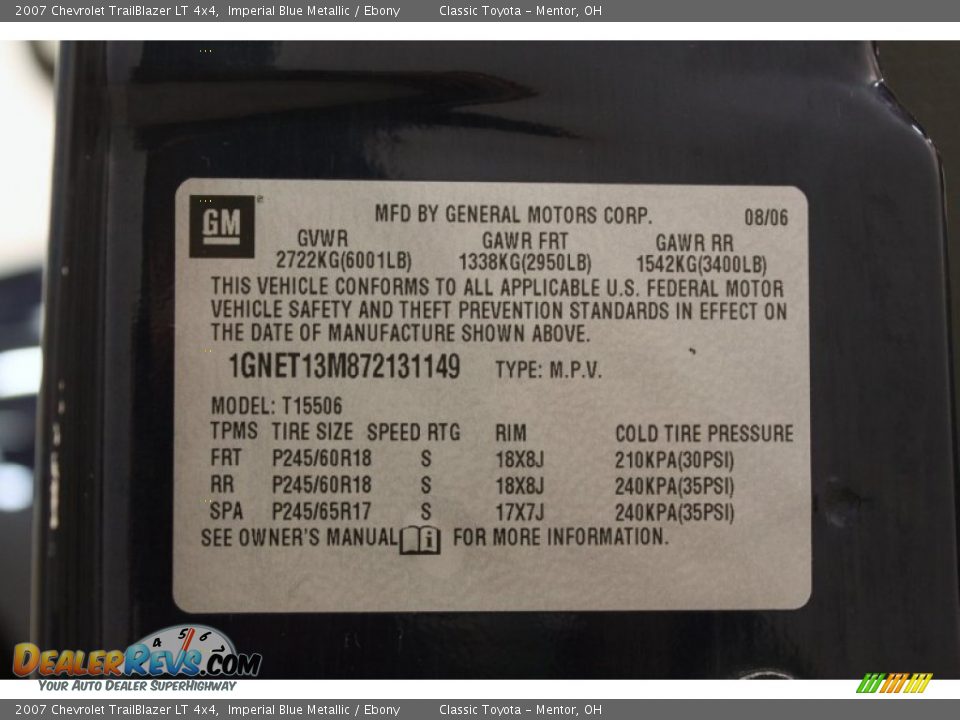 2007 Chevrolet TrailBlazer LT 4x4,  Imperial Blue Metallic / Ebony    Classic Toyota - Mentor, OH
GM ® MFD BY GENERAL MOTORS CORP. 08/06
GVWR GAWR FRT GAWR RR
2722KG(6001LB) 1338KG(2950LB) 1542KG(3400LB)
THIS VEHICLE CONFORMS TO ALL APPLICABLE U.S. FEDERAL MOTOR
VEHICLE SAFETY AND THEFT PREVENTION STANDARDS IN EFFECT ON
THE DATE OF MANUFACTURE SHOWN ABOVE.
1GNET13M872131149 TYPE: M.P.V.
MODEL: T15506
TPMS TIRE SIZE SPEED RTG RIM COLD TIRE PRESSURE
FRT P245/60R18 S 18X8J 210KPA(30PSI)
RR P245/60R18 S 18X8J 240KPA(35PSI)
SPA P245/65R17 S 17X7J 240KPA(35PSI)
SEE OWNER'S MANUAL i FOR MORE INFORMATION.
4 5 6
DEALERREVS.COM
YOUR AUTO DEALER SUPERHIGHWAY
2007 Chevrolet TrailBlazer LT 4x4,  Imperial Blue Metallic / Ebony    Classic Toyota - Mentor, OH